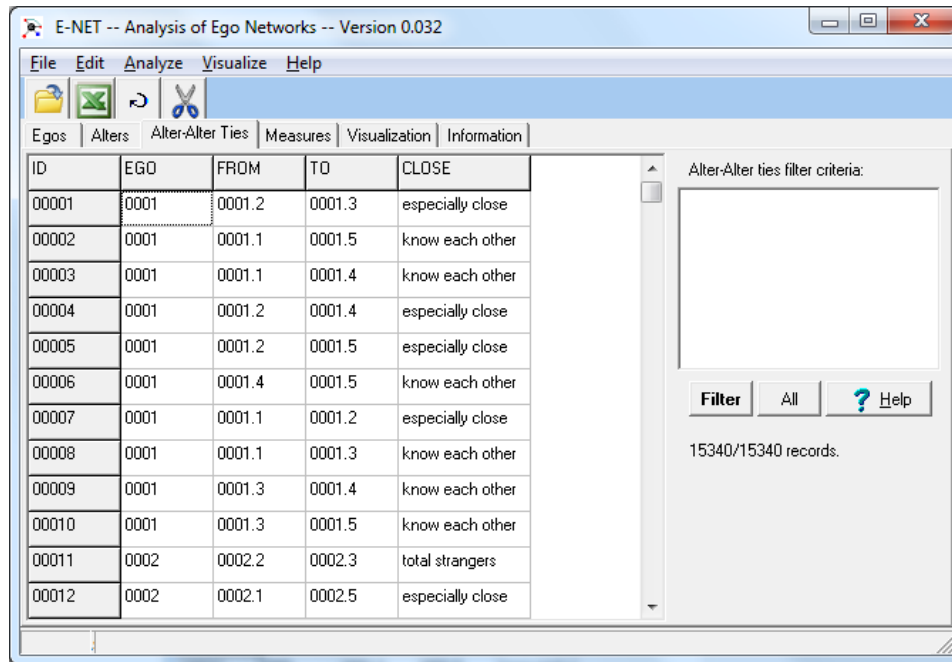 E-NET -- Analysis of Ego Networks -- Version 0.032
File Edit Analyze Visualize Help
Egos Alters Alter-Alter Ties Measures Visualization Information
ID EGO FROM TO CLOSE
00001 0001 0001.2 0001.3 especially close
00002 0001 0001.1 0001.5 know each other
00003 0001 0001.1 0001.4 know each other
00004 0001 0001.2 0001.4 especially close
00005 0001 0001.2 0001.5 especially close
00006 0001 0001.4 0001.5 know each other
00007 0001 0001.1 0001.2 especially close
00008 0001 0001.1 0001.3 know each other
00009 0001 0001.3 0001.4 know each other
00010 0001 0001.3 0001.5 know each other
00011 0002 0002.2 0002.3 total strangers
00012 0002 0002.1 0002.5 especially close
Alter-Alter ties filter criteria:
Filter All ? Help
15340/15340 records.